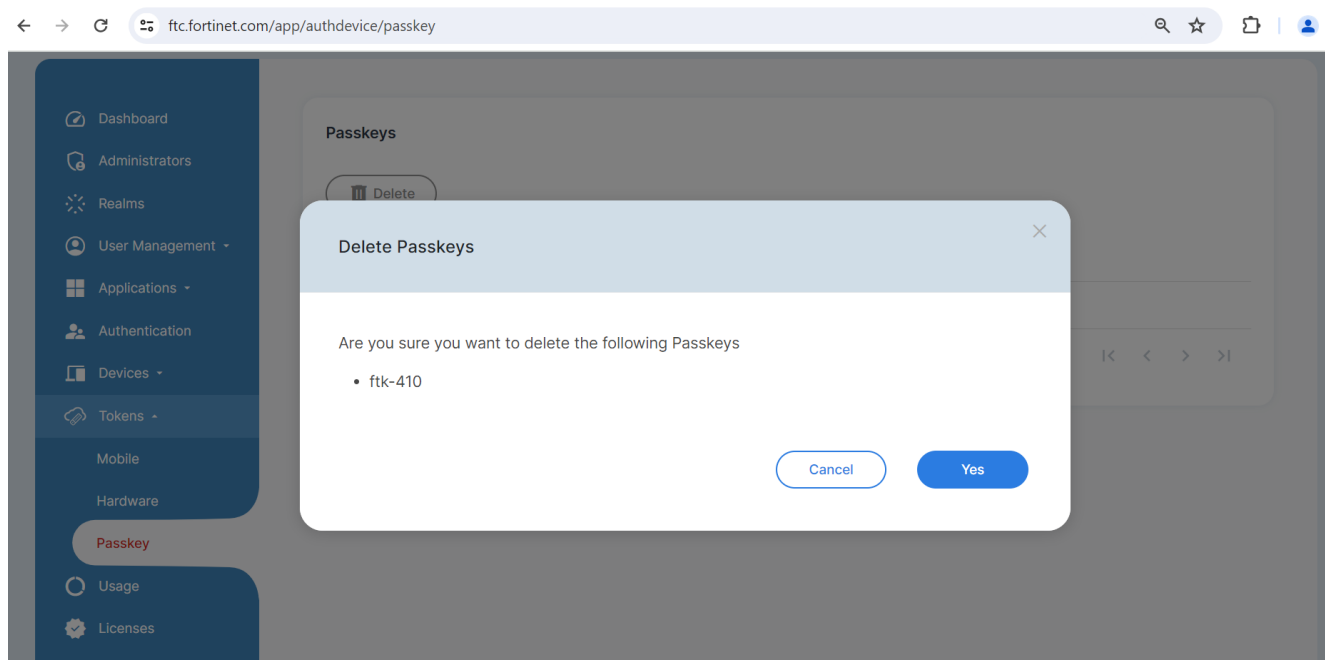 ftc.fortinet.com/app/authdevice/passkey
Dashboard
Administrators
Realms
User Management
Applications
Authentication
Devices
Tokens
Mobile
Hardware
Passkey
Usage
Licenses
Passkeys
Delete
Delete Passkeys
Are you sure you want to delete the following Passkeys
• ftk-410
Cancel
Yes